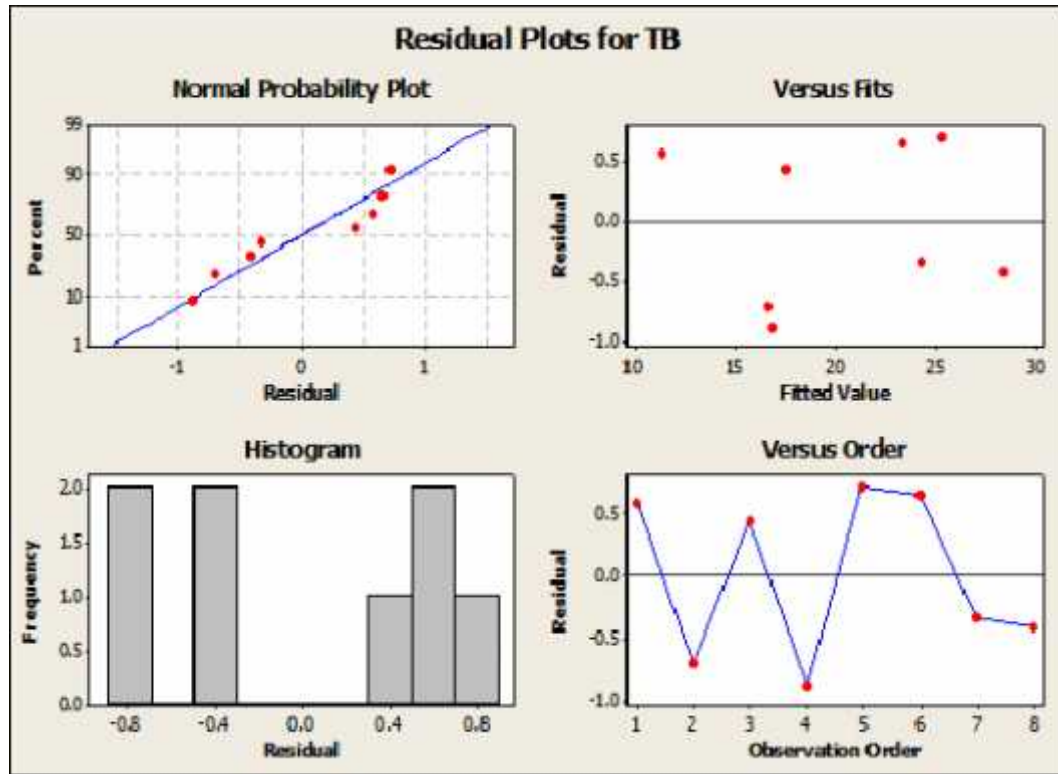 Residual Plots for TB
Normal Probability Plot
99
90
50
10
1
Percent
-1 0 1
Residual
Versus Fits
0.5
0.0
-0.5
-1.0
Residual
10 15 20 25 30
Fitted Value
Histogram
2.0
1.5
1.0
0.5
0.0
Frequency
-0.8 -0.4 0.0 0.4 0.8
Residual
Versus Order
0.5
0.0
-0.5
-1.0
Residual
1 2 3 4 5 6 7 8
Observation Order